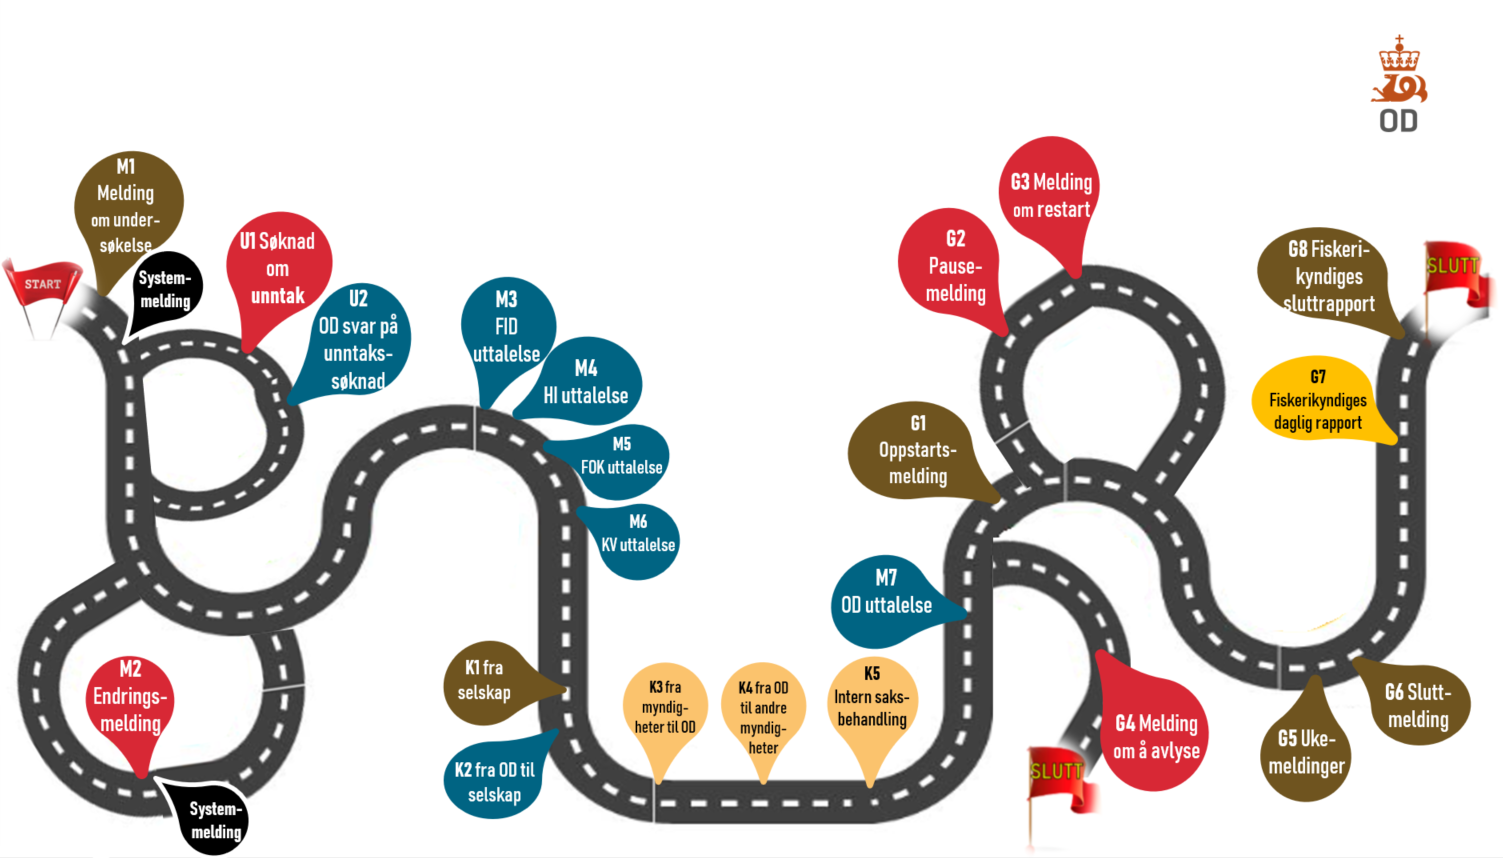 OD
START
M1
Melding
om under-
søkelse
System-
melding
U1 Søknad
om
unntak
U2
OD svar på
unntaks-
søknad
M2
Endrings-
melding
System-
melding
M3
FID
uttalelse
M4
HI uttalelse
M5
FOK uttalelse
M6
KV uttalelse
K1 fra
selskap
K2 fra OD til
selskap
K3 fra
myndig-
heter til OD
K4 fra OD
til andre
myndig-
heter
K5
Intern saks-
behandling
M7
OD uttalelse
G1
Oppstarts-
melding
G2
Pause-
melding
G3 Melding
om restart
G4 Melding
om å avlyse
SLUTT
G5 Uke-
meldinger
G6 Slutt-
melding
G7
Fiskerikyndiges
daglig rapport
G8 Fiskeri-
kyndiges
sluttrapport
SLUTT